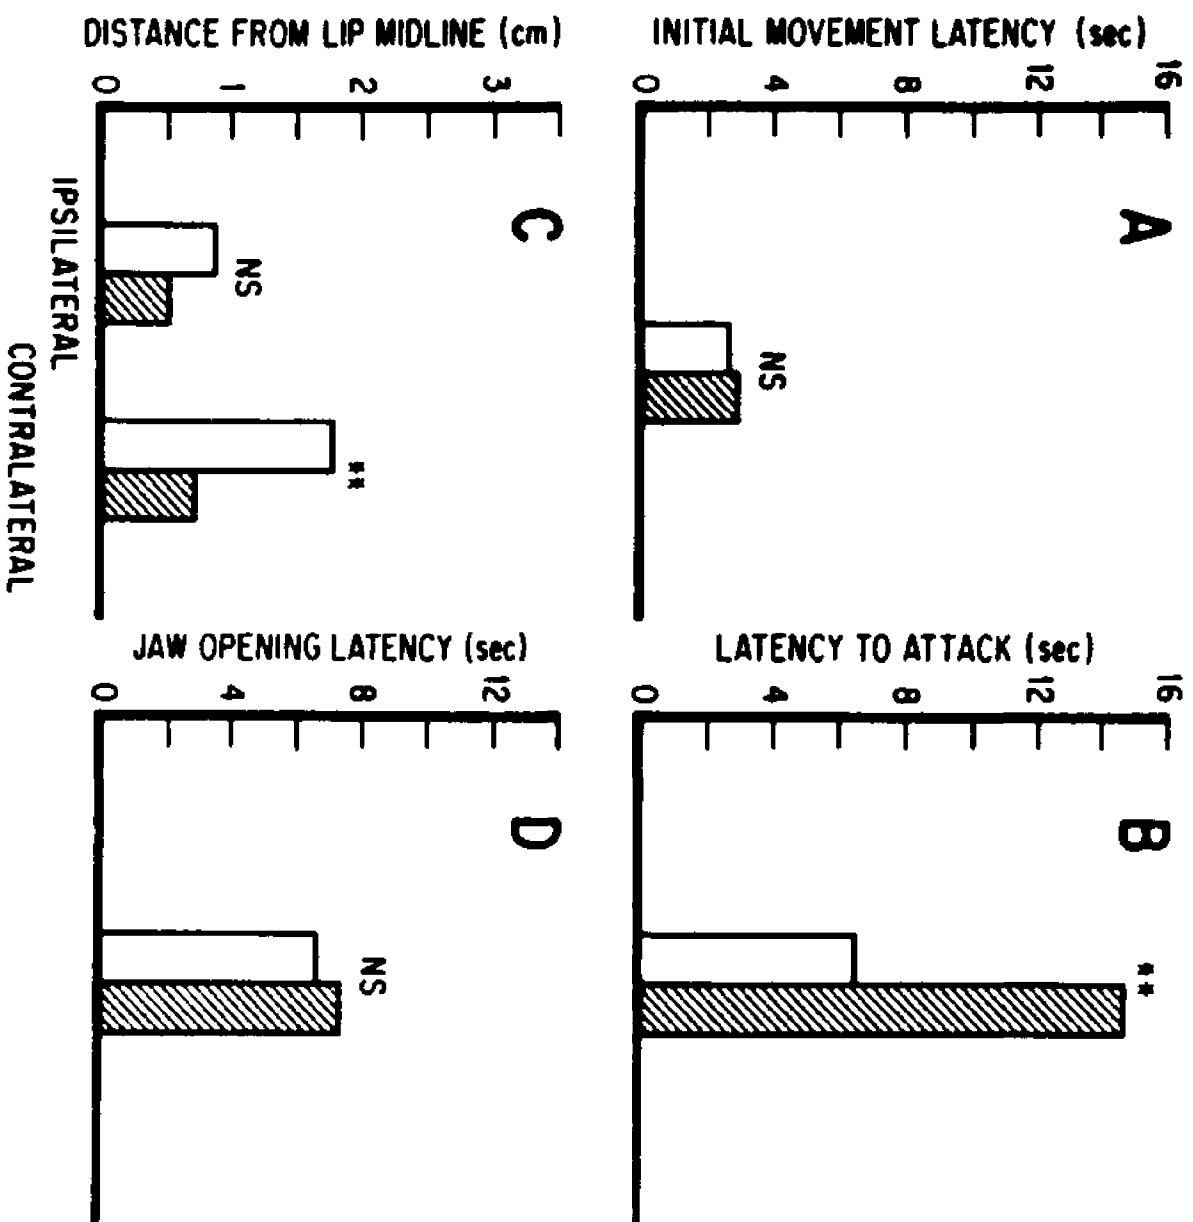 A
INITIAL MOVEMENT LATENCY (sec)
16
12
8
4
0
NS
B
LATENCY TO ATTACK (sec)
16
12
8
4
0
**
C
DISTANCE FROM LIP MIDLINE (cm)
3
2
1
0
NS
**
IPSILATERAL
CONTRALATERAL
D
JAW OPENING LATENCY (sec)
12
8
4
0
NS